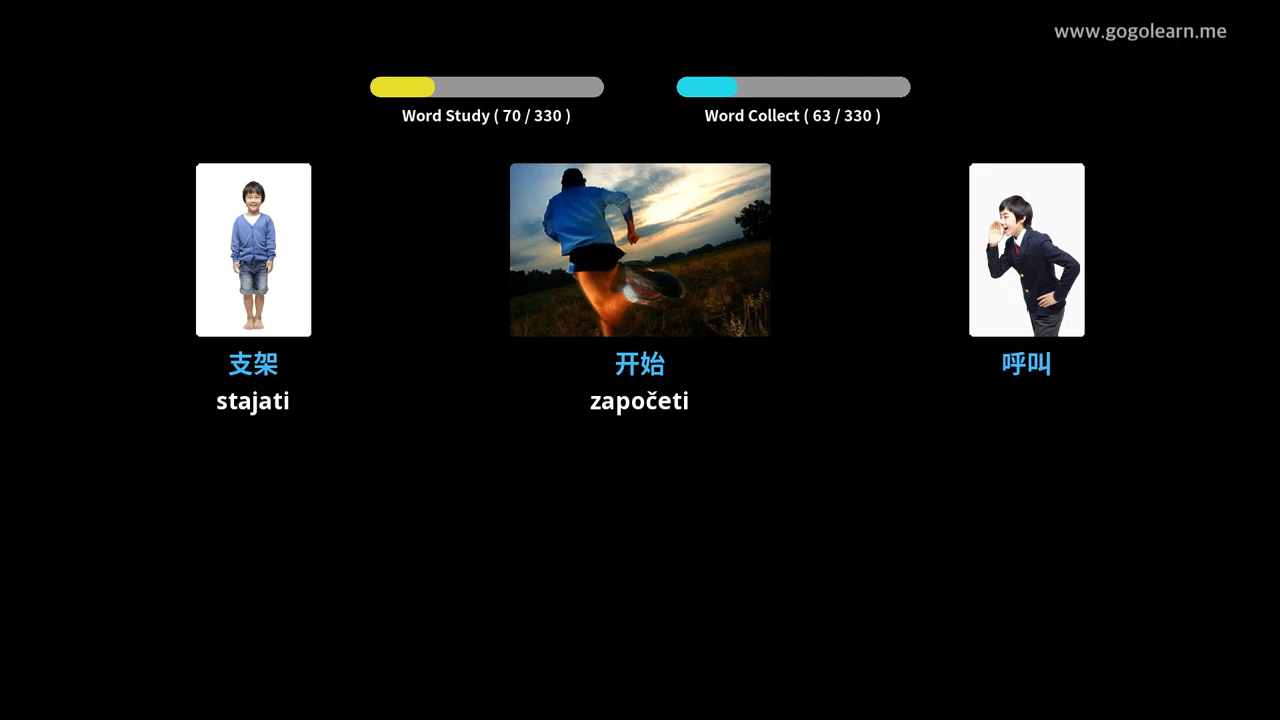 www.gogolearn.me
Word Study ( 70 / 330 )
Word Collect ( 63 / 330 )
支架
开始
呼叫
stajati
započeti